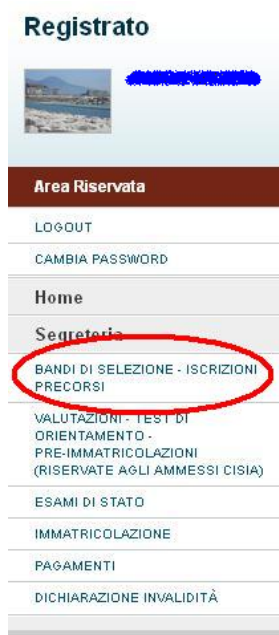 Registrato
Area Riservata
LOGOUT
CAMBIA PASSWORD
Home
Segreteria
BANDI DI SELEZIONE - ISCRIZIONI
PRECORSI
VALUTAZIONI - TEST DI
ORIENTAMENTO -
PRE-IMMATRICOLAZIONI
(RISERVATE AGLI AMMESSI CISIA)
ESAMI DI STATO
IMMATRICOLAZIONE
PAGAMENTI
DICHIARAZIONE INVALIDITÀ